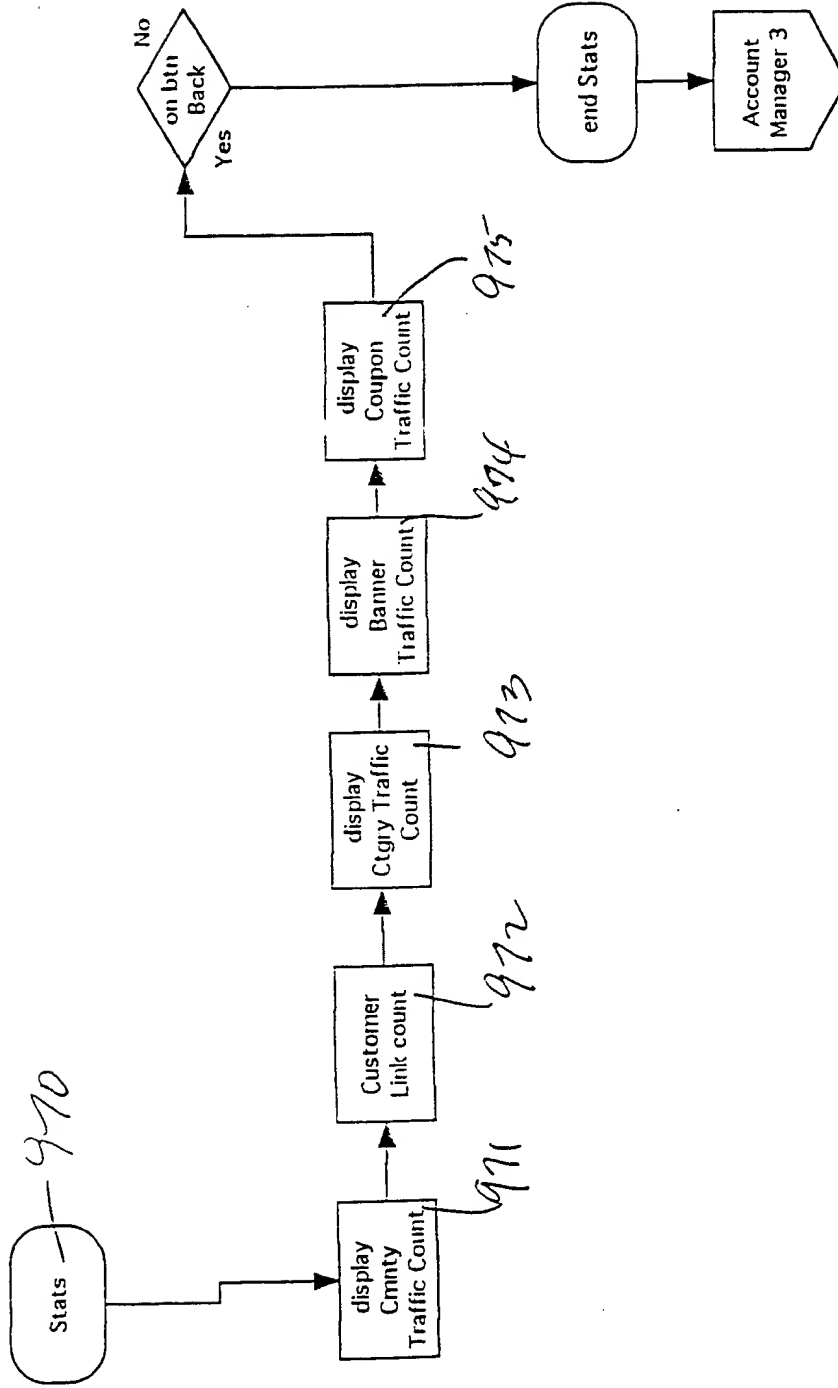 Stats
970
display
Cmnty
Traffic Count
971
Customer
Link count
972
display
Ctgry Traffic
Count
973
display
Banner
Traffic Count
974
display
Coupon
Traffic Count
975
on btn
Back
No
Yes
end Stats
Account
Manager 3